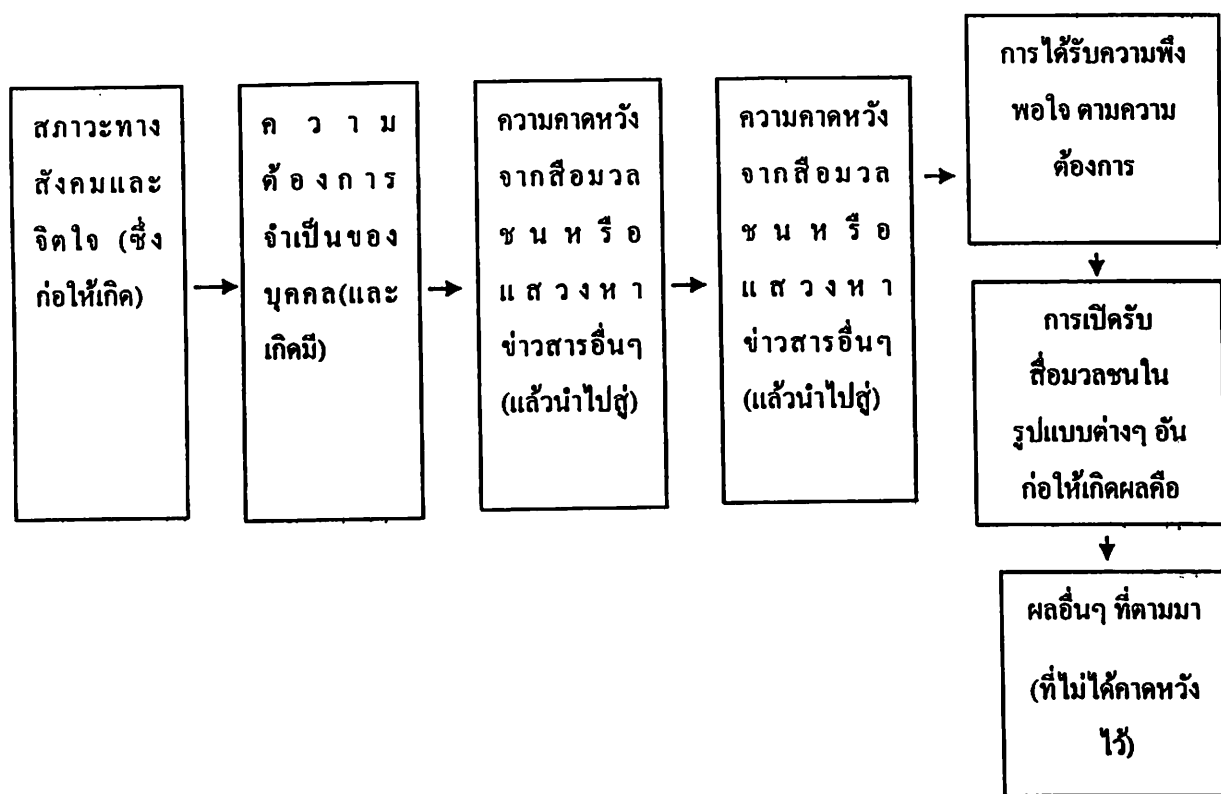 สภาวะทาง
สังคมและ
จิตใจ (ซึ่ง
ก่อให้เกิด)
ความ
ต้องการ
จำเป็นของ
บุคคล(และ
เกิดมี)
ความคาดหวัง
จากสือมวล
ชนหรือ
แสวงหา
ข่าวสารอื่นๆ
(แล้วนำไปสู่)
ความคาดหวัง
จากสือมวล
ชนหรือ
แสวงหา
ข่าวสารอื่นๆ
(แล้วนำไปสู่)
การได้รับความพึง
พอใจ ตามความ
ต้องการ
การเปิดรับ
สื่อมวลชนใน
รูปแบบต่างๆ อัน
ก่อให้เกิดผลคือ
ผลอื่นๆ ที่ตามมา
(ที่ไม่ได้คาดหวัง
ไว้)